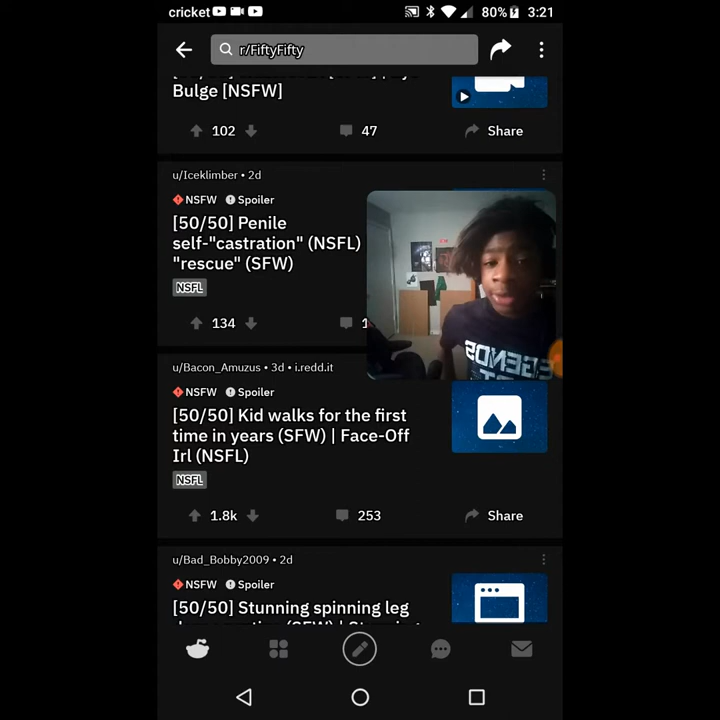 cricket 80% 3:21
r/FiftyFifty
Bulge [NSFW]
102 47 Share
u/Iceklimber • 2d
NSFW Spoiler
[50/50] Penile
self-"castration" (NSFL)
"rescue" (SFW)
NSFL
134
LEGENDS
u/Bacon_Amuzus • 3d • i.redd.it
NSFW Spoiler
[50/50] Kid walks for the first
time in years (SFW) | Face-Off
Irl (NSFL)
NSFL
1.8k 253 Share
u/Bad_Bobby2009 • 2d
NSFW Spoiler
[50/50] Stunning spinning leg